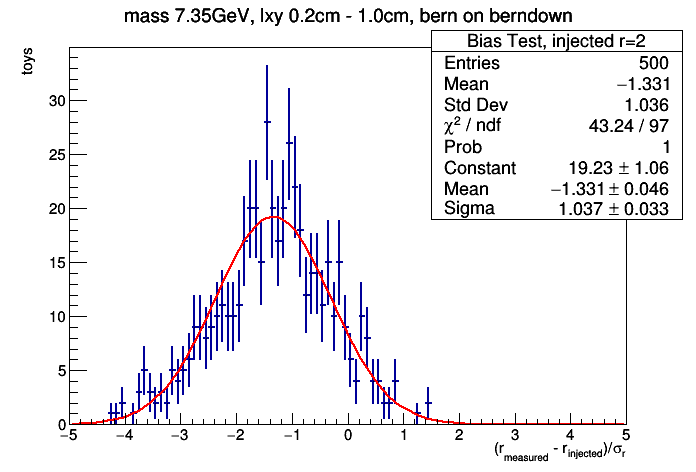 mass 7.35GeV, lxy 0.2cm - 1.0cm, bern on berndown
Bias Test, injected r=2
Entries 500
Mean −1.331
Std Dev 1.036
χ² / ndf 43.24 / 97
Prob 1
Constant 19.23 ± 1.06
Mean −1.331 ± 0.046
Sigma 1.037 ± 0.033
toys
30
25
20
15
10
5
0
−5 −4 −3 −2 −1 0 1 2 3 4 5
(r_measured - r_injected)/σ_r